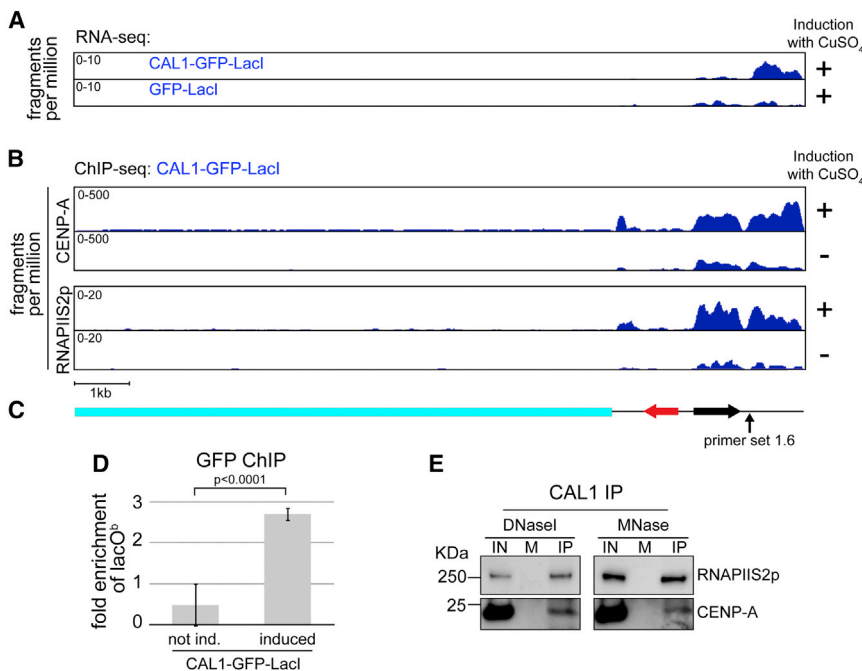 A
RNA-seq:
Induction
with CuSO4
fragments
per million
0-10
CAL1-GFP-LacI
+
0-10
GFP-LacI
+
B
ChIP-seq: CAL1-GFP-LacI
Induction
with CuSO4
fragments
per million
CENP-A
0-500
+
0-500
-
RNAPIIS2p
0-20
+
0-20
-
1kb
C
primer set 1.6
D
GFP ChIP
p<0.0001
fold enrichment
of lacOᵇ
3
2
1
0
not ind.
induced
CAL1-GFP-LacI
E
CAL1 IP
DNaseI
MNase
KDa
IN M IP
IN M IP
250
RNAPIIS2p
25
CENP-A